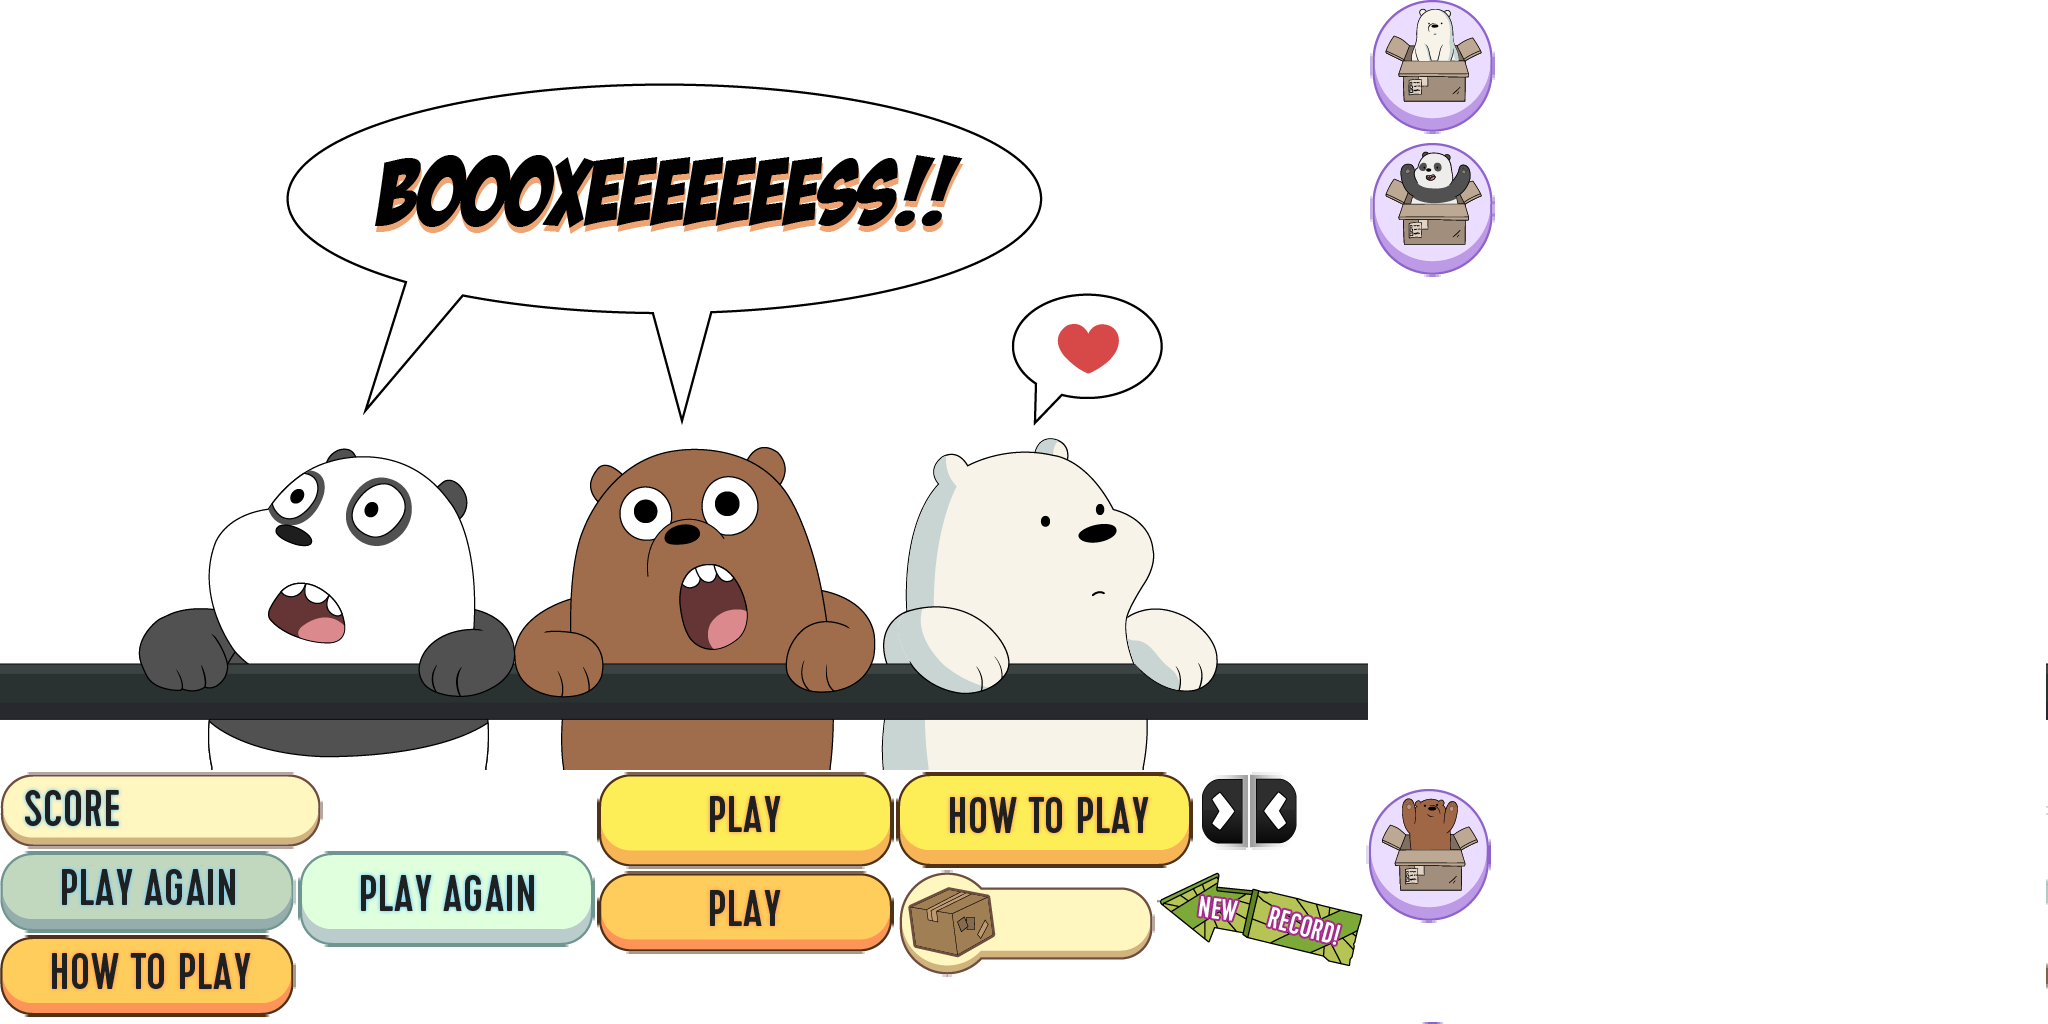 BOOOXEEEEEEESS!!
SCORE
PLAY
HOW TO PLAY
PLAY AGAIN
PLAY AGAIN
PLAY
NEW RECORD!
HOW TO PLAY